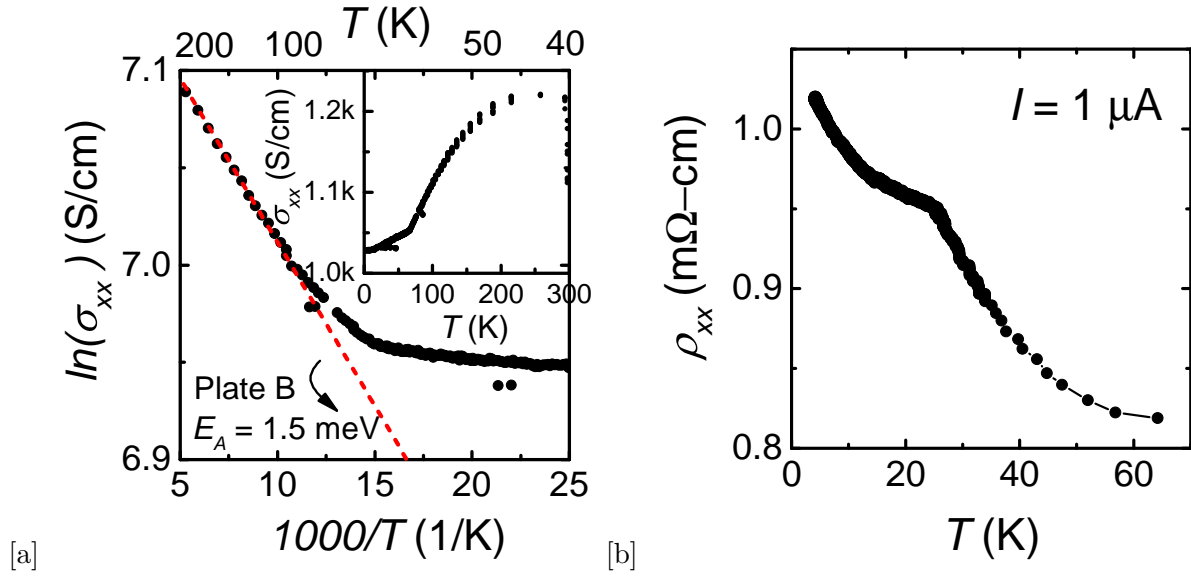 T (K)
200 100 50 40
7.1
7.0
6.9
ln(σxx) (S/cm)
1.2k
1.1k
1.0k
σxx (S/cm)
0 100 200 300
T (K)
Plate B
EA = 1.5 meV
5 10 15 20 25
1000/T (1/K)
[a]
1.0
0.9
0.8
ρxx (mΩ–cm)
I = 1 μA
0 20 40 60
T (K)
[b]